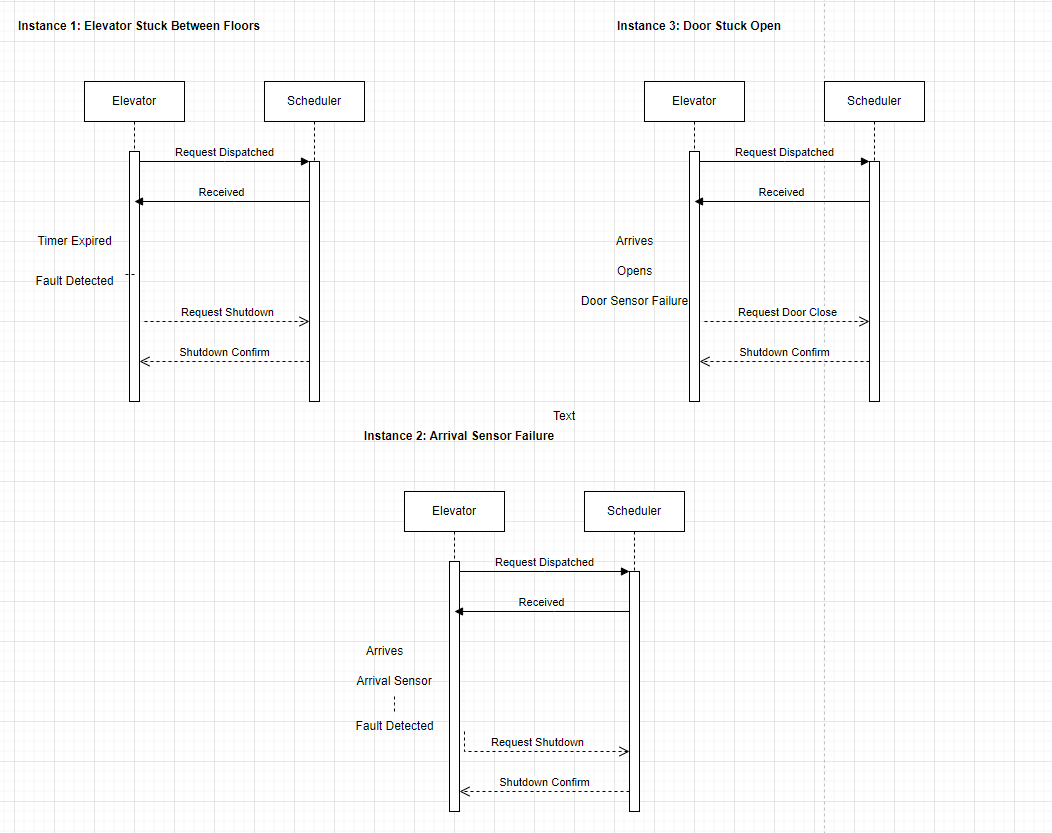 Instance 1: Elevator Stuck Between Floors
Elevator
Scheduler
Request Dispatched
Received
Timer Expired
Fault Detected
Request Shutdown
Shutdown Confirm
Instance 3: Door Stuck Open
Elevator
Scheduler
Request Dispatched
Received
Arrives
Opens
Door Sensor Failure
Request Door Close
Shutdown Confirm
Text
Instance 2: Arrival Sensor Failure
Elevator
Scheduler
Request Dispatched
Received
Arrives
Arrival Sensor
Fault Detected
Request Shutdown
Shutdown Confirm